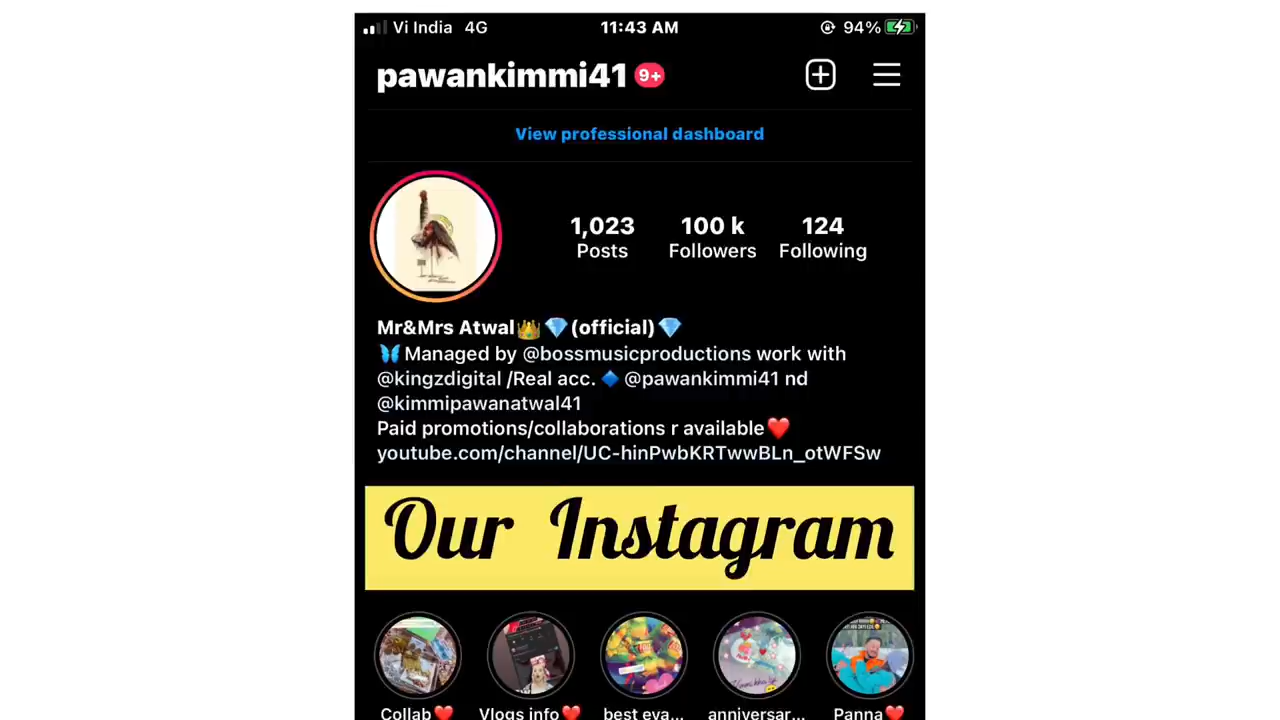 Vi India 4G 11:43 AM 94%
pawankimmi41 9+
View professional dashboard
1,023 100 k 124
Posts Followers Following
Mr&Mrs Atwal👑💎(official)💎
🦋Managed by @bossmusicproductions work with
@kingzdigital /Real acc.🔷@pawankimmi41 nd
@kimmipawanatwal41
Paid promotions/collaborations r available❤️
youtube.com/channel/UC-hinPwbKRTwwBLn_otWFSw
Our Instagram
Collab❤️ Vlogs info❤️ best eva... anniversar... Panna❤️